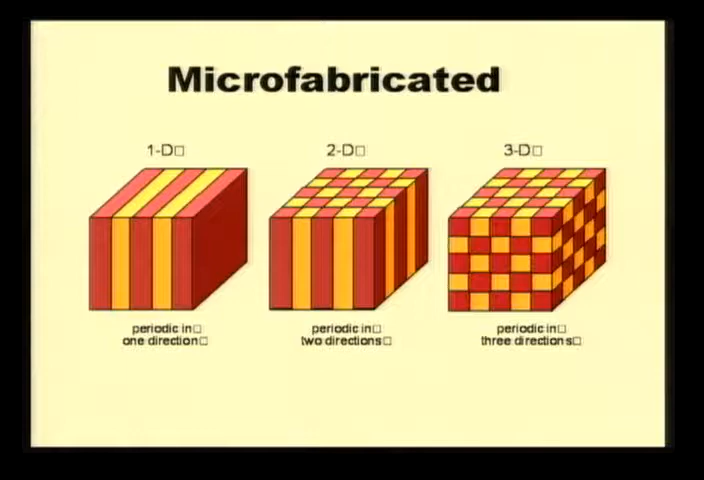 Microfabricated
1-D□
2-D□
3-D□
periodic in□
one direction□
periodic in□
two directions□
periodic in□
three directions□